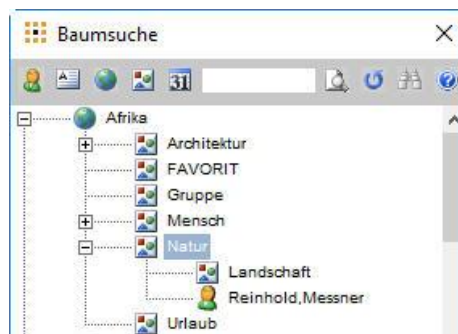 Baumsuche
31
Afrika
Architektur
FAVORIT
Gruppe
Mensch
Natur
Landschaft
Reinhold,Messner
Urlaub